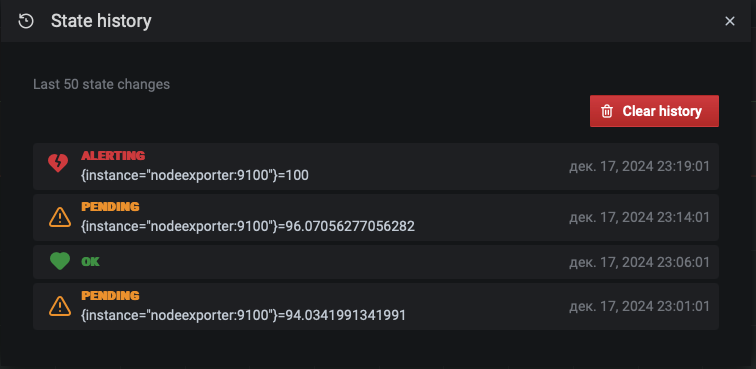 State history
Last 50 state changes
Clear history
ALERTING
{instance="nodeexporter:9100"}=100
дек. 17, 2024 23:19:01
PENDING
{instance="nodeexporter:9100"}=96.07056277056282
дек. 17, 2024 23:14:01
OK
дек. 17, 2024 23:06:01
PENDING
{instance="nodeexporter:9100"}=94.0341991341991
дек. 17, 2024 23:01:01